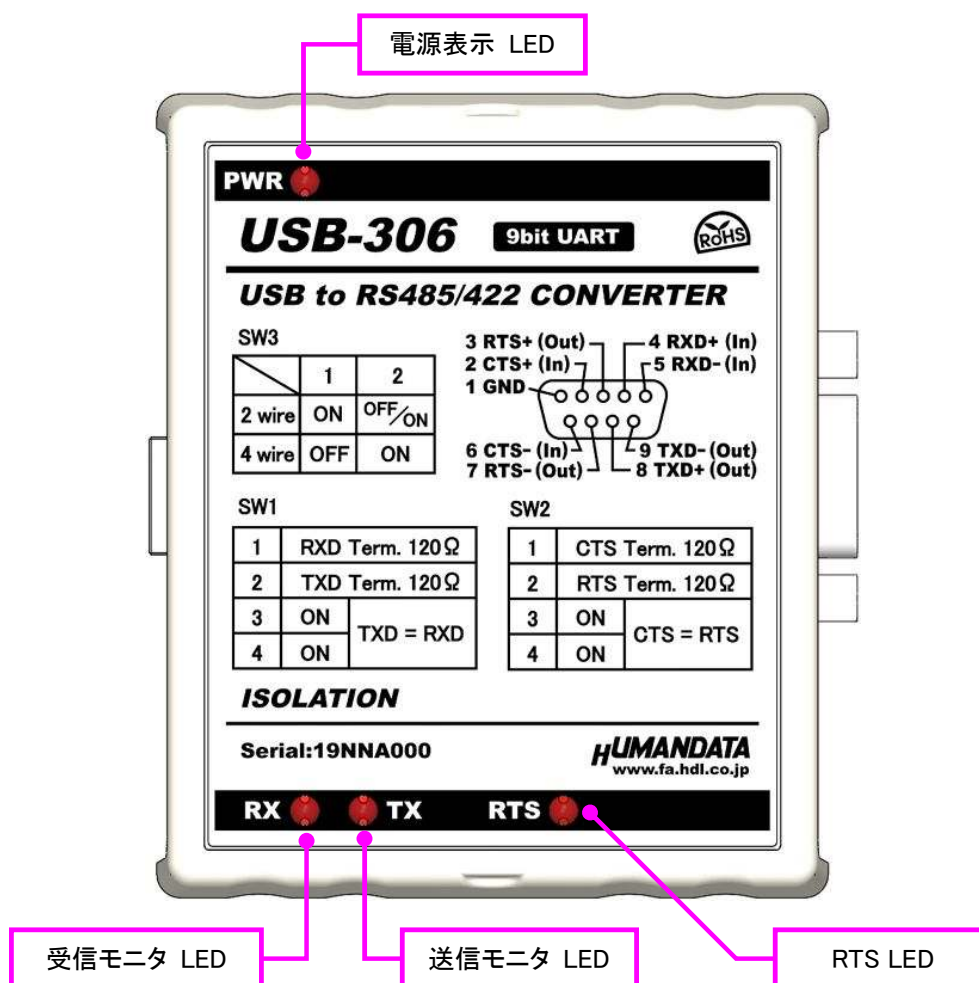 電源表示 LED
PWR
USB-306 9bit UART RoHS
USB to RS485/422 CONVERTER
SW3
1 2
2 wire ON OFF/ON
4 wire OFF ON
3 RTS+ (Out) 4 RXD+ (In)
2 CTS+ (In) 5 RXD- (In)
1 GND
6 CTS- (In) 9 TXD- (Out)
7 RTS- (Out) 8 TXD+ (Out)
SW1
1 RXD Term. 120Ω
2 TXD Term. 120Ω
3 ON TXD = RXD
4 ON
SW2
1 CTS Term. 120Ω
2 RTS Term. 120Ω
3 ON CTS = RTS
4 ON
ISOLATION
Serial:19NNA000
HUMANDATA
www.fa.hdl.co.jp
RX TX RTS
受信モニタ LED
送信モニタ LED
RTS LED